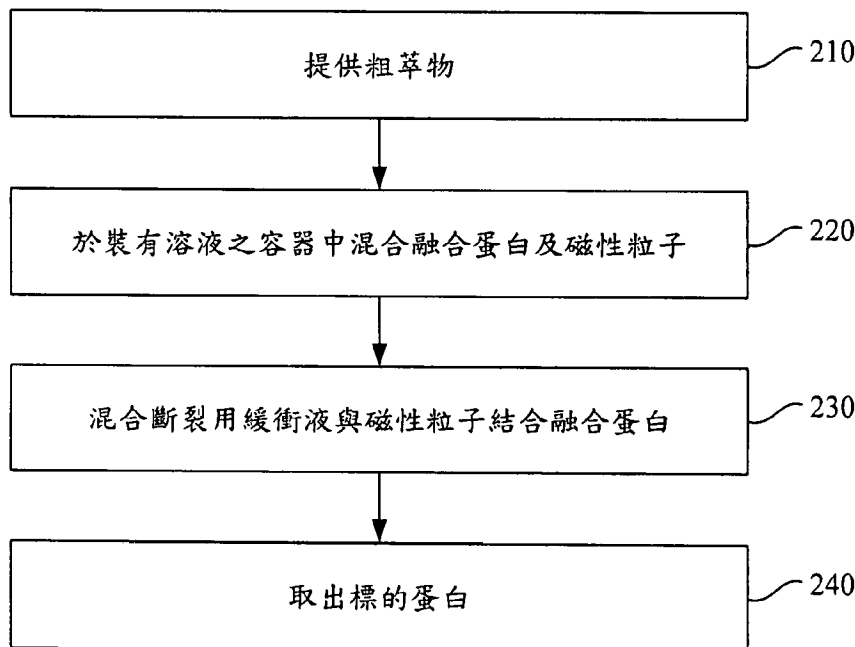 提供粗萃物
210
於裝有溶液之容器中混合融合蛋白及磁性粒子
220
混合斷裂用緩衝液與磁性粒子結合融合蛋白
230
取出標的蛋白
240